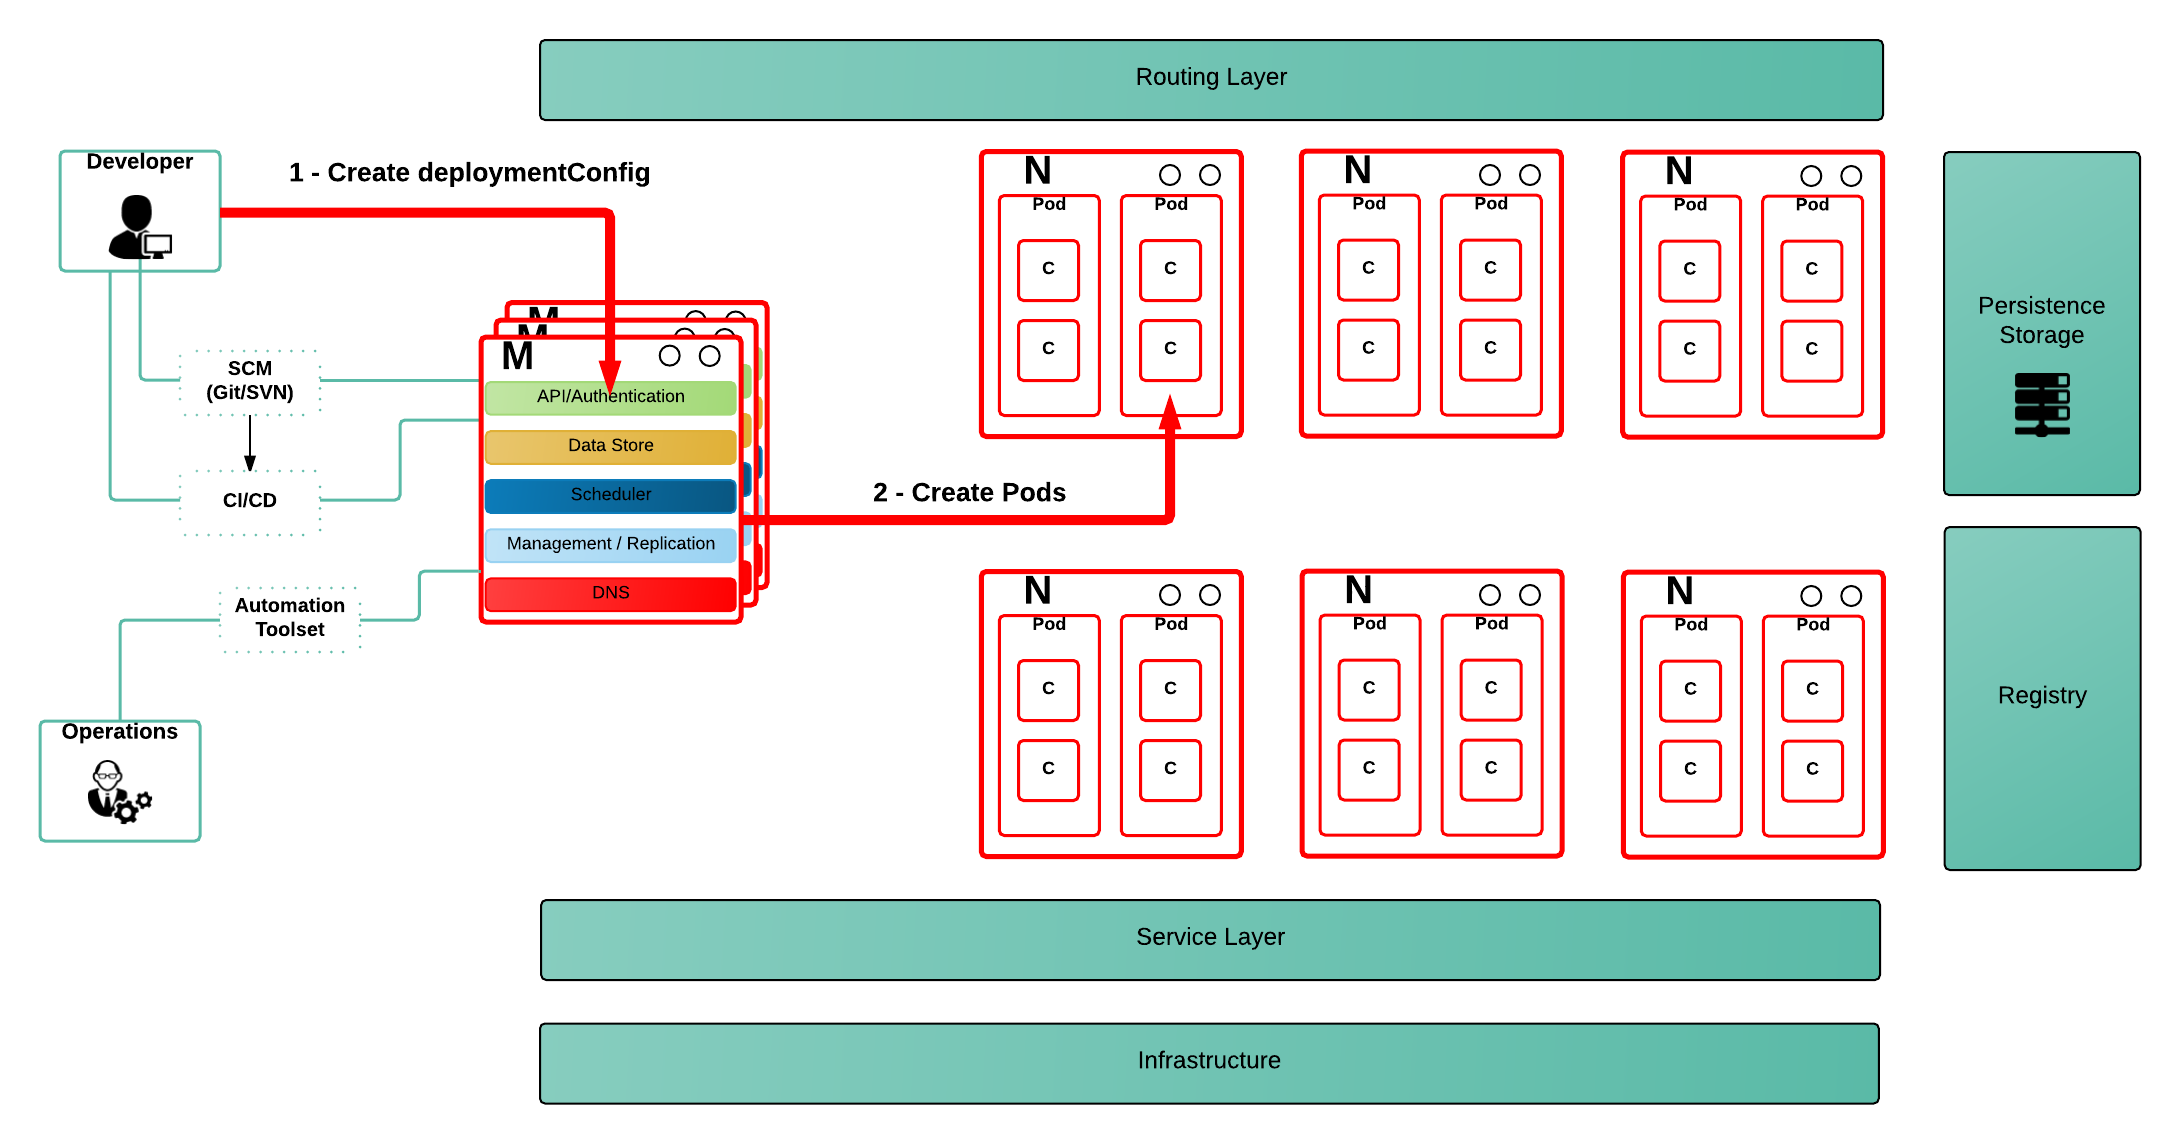 Routing Layer
Developer
1 - Create deploymentConfig
SCM
(Git/SVN)
CI/CD
Automation
Toolset
Operations
M
M
M
API/Authentication
Data Store
Scheduler
Management / Replication
DNS
2 - Create Pods
N
Pod
Pod
C
C
C
C
N
Pod
Pod
C
C
C
C
N
Pod
Pod
C
C
C
C
N
Pod
Pod
C
C
C
C
N
Pod
Pod
C
C
C
C
N
Pod
Pod
C
C
C
C
Persistence
Storage
Registry
Service Layer
Infrastructure